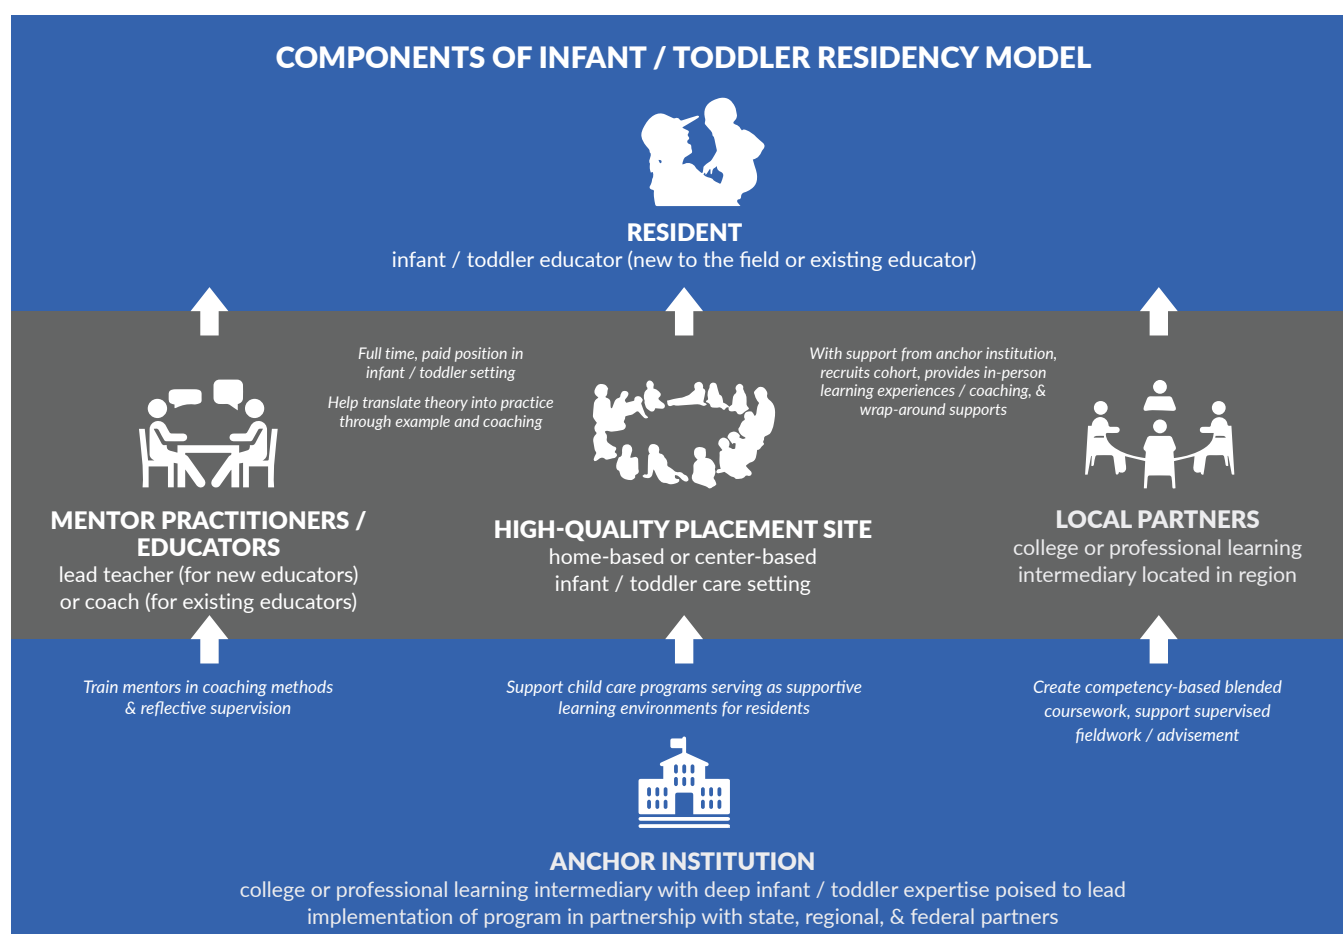 COMPONENTS OF INFANT / TODDLER RESIDENCY MODEL
RESIDENT
infant / toddler educator (new to the field or existing educator)
Full time, paid position in
infant / toddler setting
Help translate theory into practice
through example and coaching
With support from anchor institution,
recruits cohort, provides in-person
learning experiences / coaching, &
wrap-around supports
MENTOR PRACTITIONERS /
EDUCATORS
lead teacher (for new educators)
or coach (for existing educators)
HIGH-QUALITY PLACEMENT SITE
home-based or center-based
infant / toddler care setting
LOCAL PARTNERS
college or professional learning
intermediary located in region
Train mentors in coaching methods
& reflective supervision
Support child care programs serving as supportive
learning environments for residents
Create competency-based blended
coursework, support supervised
fieldwork / advisement
ANCHOR INSTITUTION
college or professional learning intermediary with deep infant / toddler expertise poised to lead
implementation of program in partnership with state, regional, & federal partners